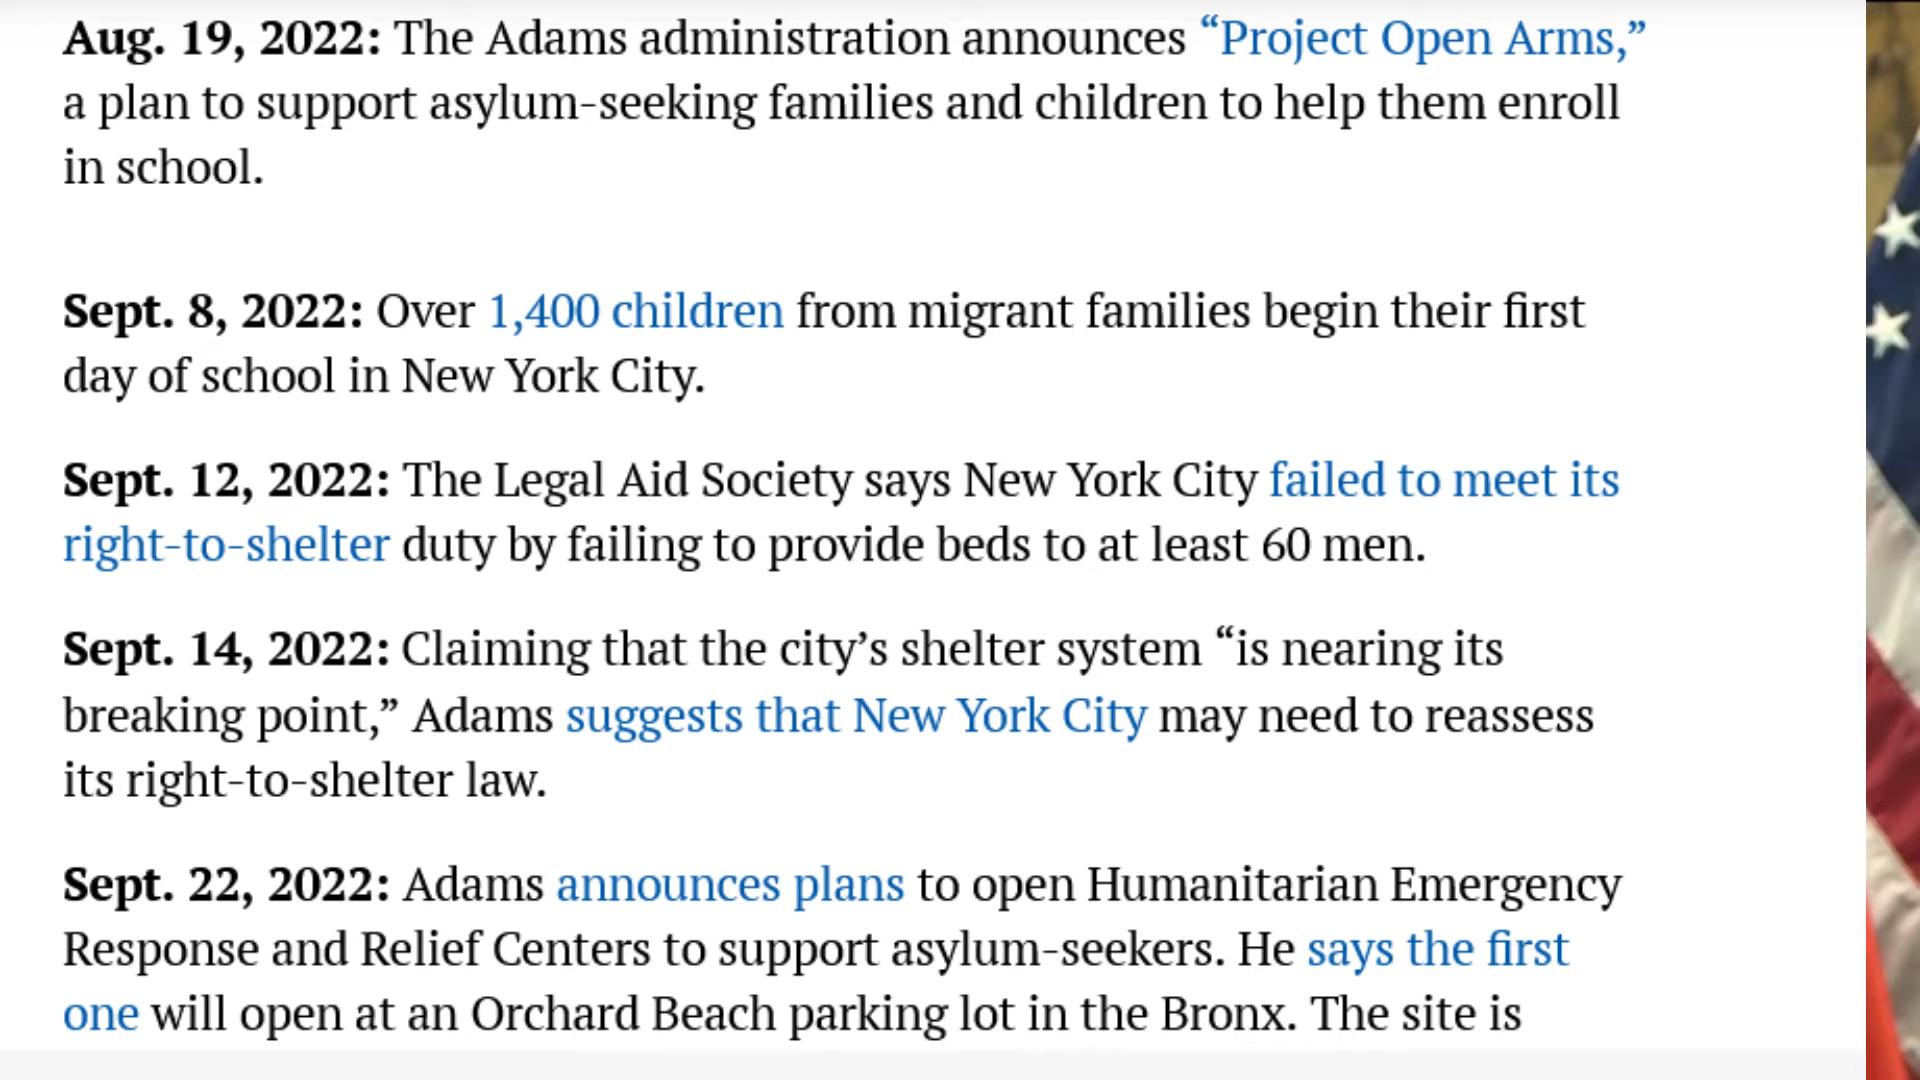 Aug. 19, 2022: The Adams administration announces “Project Open Arms,”
a plan to support asylum-seeking families and children to help them enroll
in school.
Sept. 8, 2022: Over 1,400 children from migrant families begin their first
day of school in New York City.
Sept. 12, 2022: The Legal Aid Society says New York City failed to meet its
right-to-shelter duty by failing to provide beds to at least 60 men.
Sept. 14, 2022: Claiming that the city’s shelter system “is nearing its
breaking point,” Adams suggests that New York City may need to reassess
its right-to-shelter law.
Sept. 22, 2022: Adams announces plans to open Humanitarian Emergency
Response and Relief Centers to support asylum-seekers. He says the first
one will open at an Orchard Beach parking lot in the Bronx. The site is